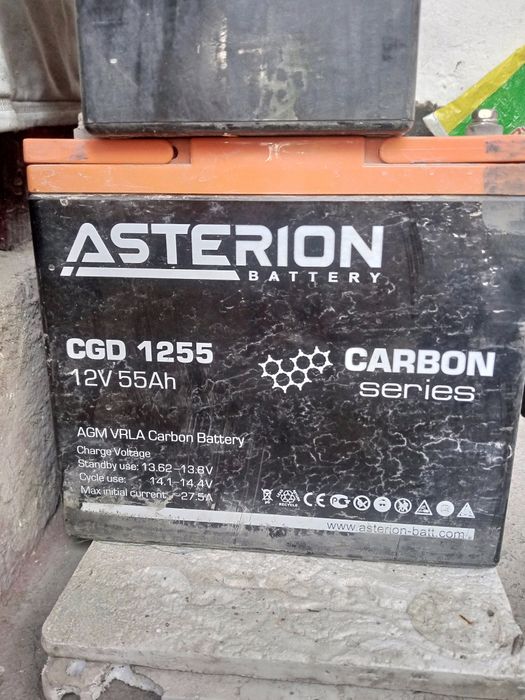 ASTERION
BATTERY
CGD 1255
12V 55Ah
CARBON
series
AGM VRLA Carbon Battery
Charge Voltage
Standby use: 13.62-13.8V
Cycle use: 14.1-14.4V
Max initial current: 27.5A
RECYCLE
www.asterion-batt.com